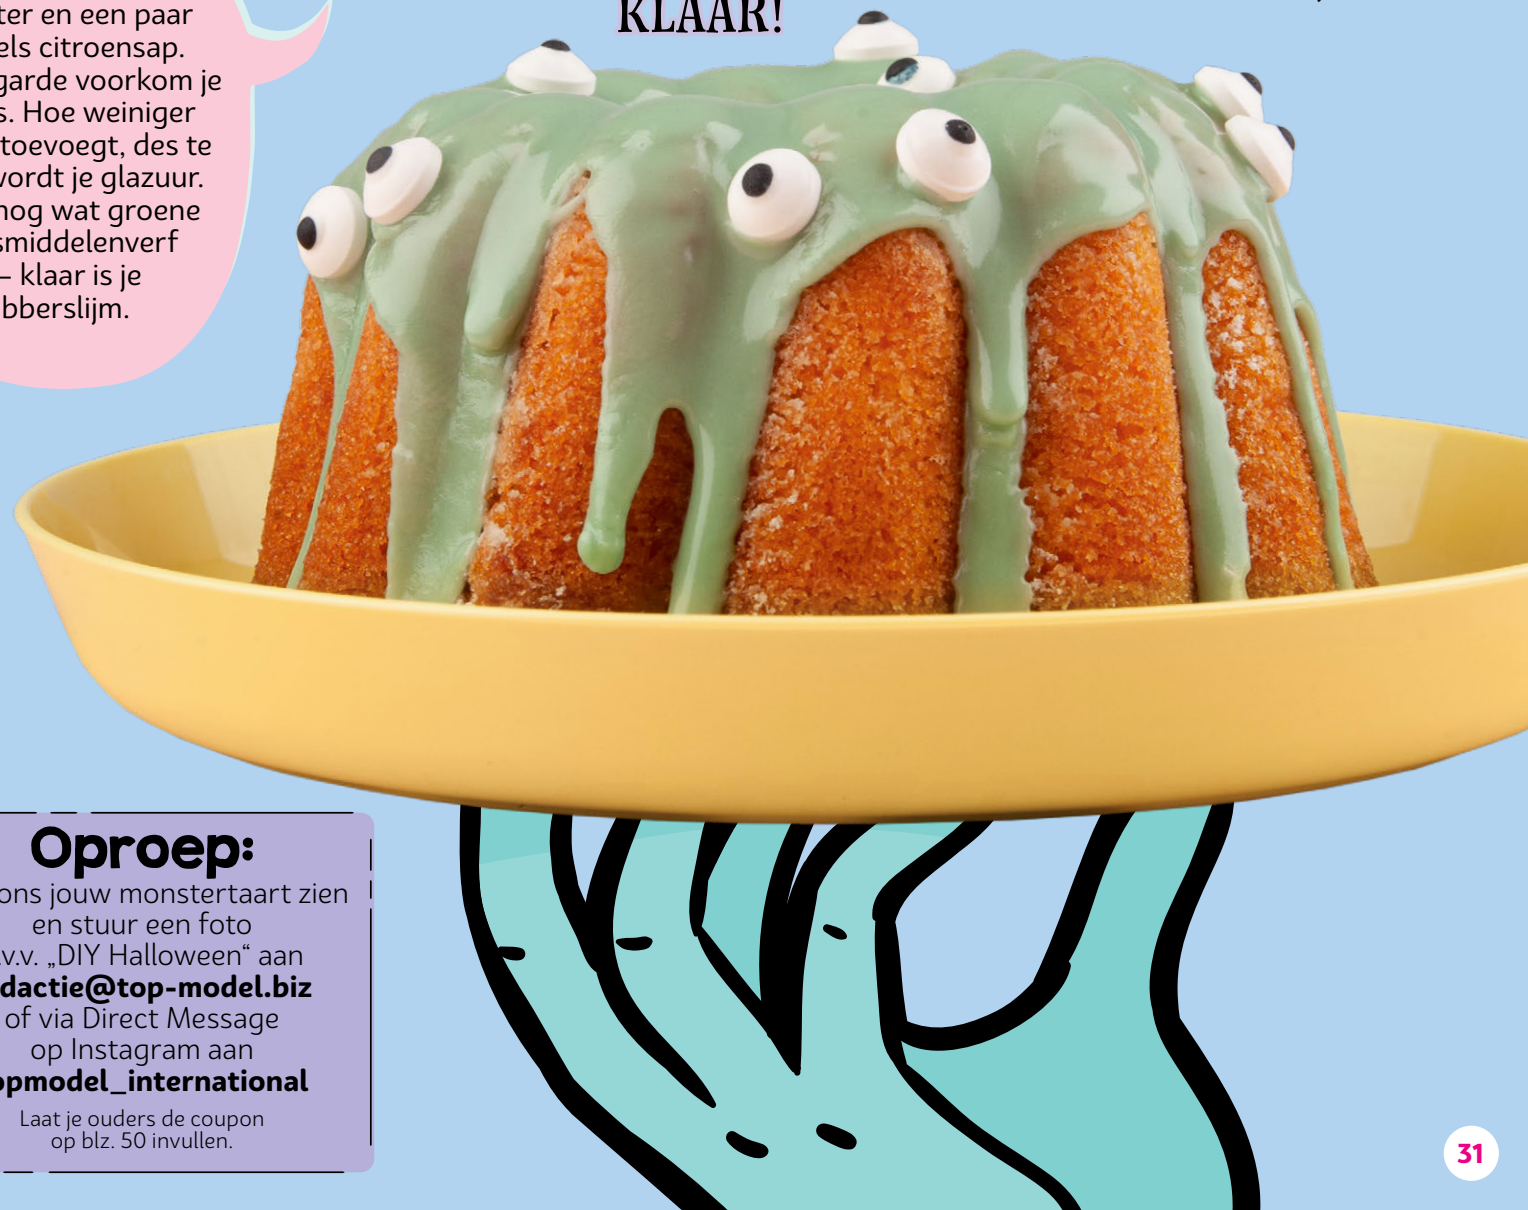 ter en een paar
els citroensap.
garde voorkom je
s. Hoe weiniger
toevoegt, des te
wordt je glazuur.
nog wat groene
smiddelenverf
– klaar is je
bberslijm.
KLAAR!
Oproep:
ons jouw monstertaart zien
en stuur een foto
.v.v. „DIY Halloween“ aan
dactie@top-model.biz
of via Direct Message
op Instagram aan
opmodel_international
Laat je ouders de coupon
op blz. 50 invullen.
31